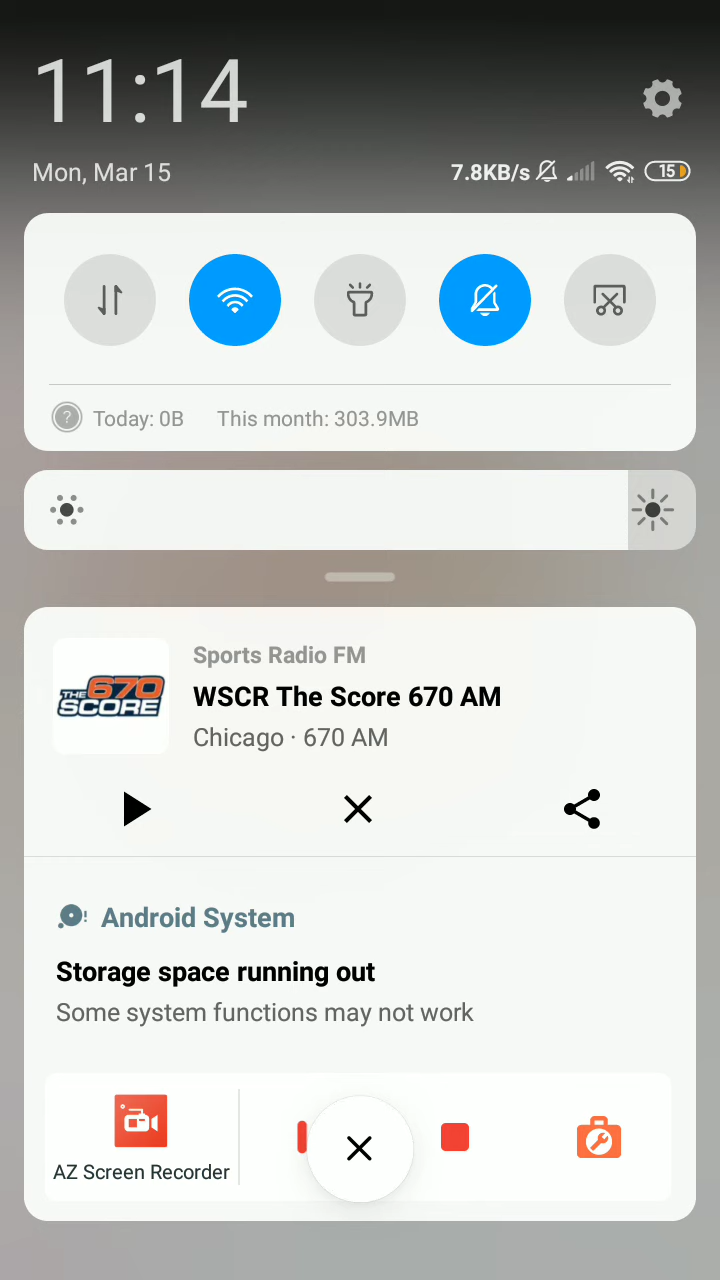 11:14
Mon, Mar 15
7.8KB/s
15
? Today: 0B This month: 303.9MB
THE 670 SCORE
Sports Radio FM
WSCR The Score 670 AM
Chicago · 670 AM
Android System
Storage space running out
Some system functions may not work
AZ Screen Recorder